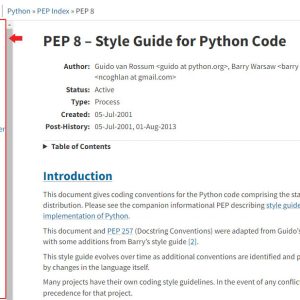 Python » PEP Index » PEP 8
PEP 8 – Style Guide for Python Code
Author: Guido van Rossum <guido at python.org>, Barry Warsaw <barry
<ncoghlan at gmail.com>
Status: Active
Type: Process
Created: 05-Jul-2001
Post-History: 05-Jul-2001, 01-Aug-2013
Table of Contents
Introduction
This document gives coding conventions for the Python code comprising the sta
distribution. Please see the companion informational PEP describing style guide
implementation of Python.
This document and PEP 257 (Docstring Conventions) were adapted from Guido's
with some additions from Barry's style guide [2].
This style guide evolves over time as additional conventions are identified and p
by changes in the language itself.
Many projects have their own coding style guidelines. In the event of any conflic
precedence for that project.